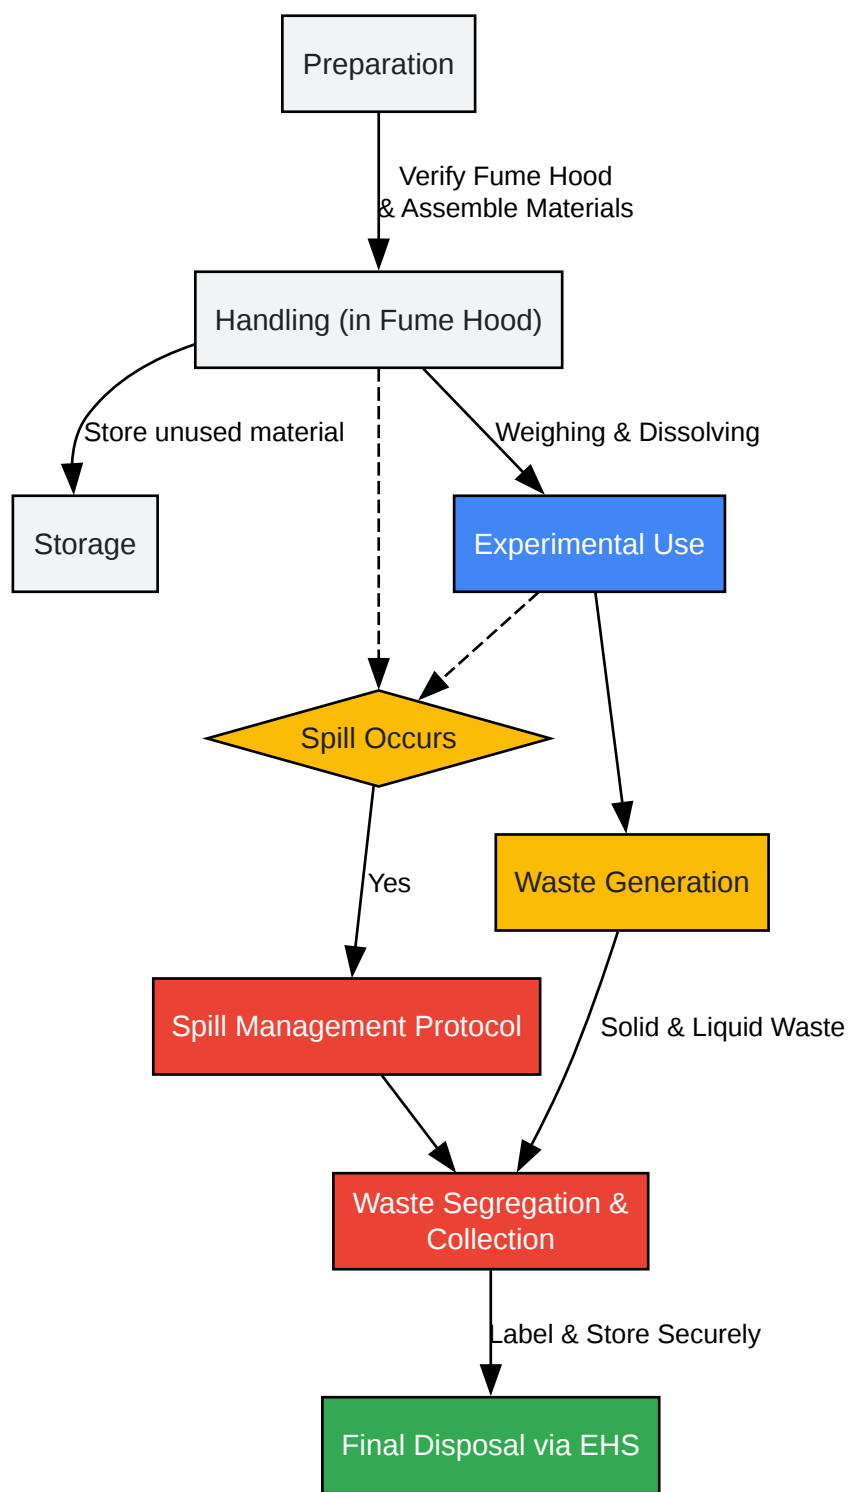 Preparation
Verify Fume Hood
& Assemble Materials
Handling (in Fume Hood)
Store unused material
Weighing & Dissolving
Storage
Experimental Use
Spill Occurs
Yes
Waste Generation
Spill Management Protocol
Solid & Liquid Waste
Waste Segregation &
Collection
Label & Store Securely
Final Disposal via EHS